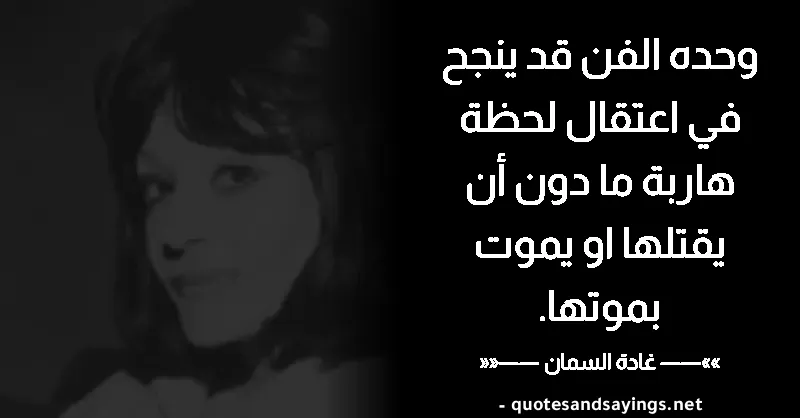 وحده الفن قد ينجح
في اعتقال لحظة
هاربة ما دون أن
يقتلها او يموت
بموتها.
»»—— غادة السمان ——««
- quotesandsayings.net